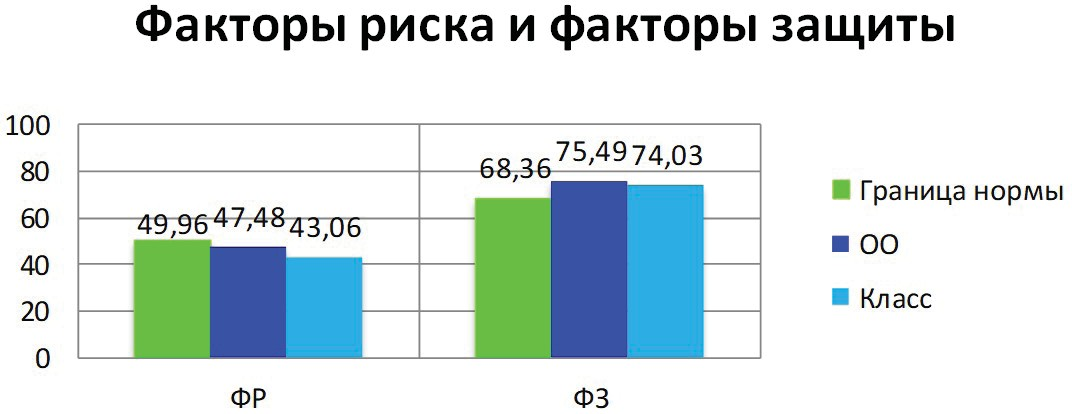 Факторы риска и факторы защиты
100
80
60
40
20
0
49,96 47,48 43,06
68,36 75,49 74,03
ФР ФЗ
Граница нормы
ОО
Класс